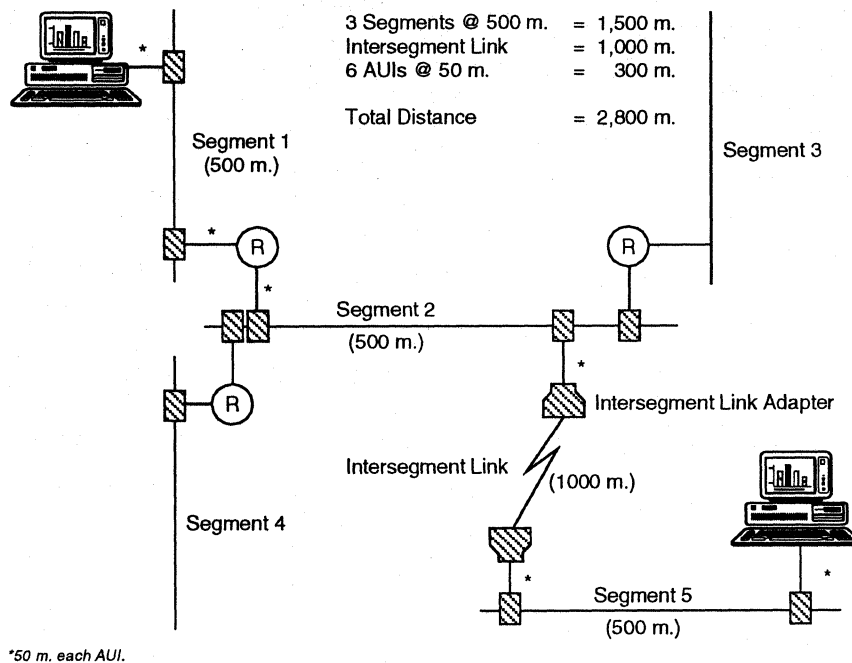 3 Segments @ 500 m. = 1,500 m.
Intersegment Link = 1,000 m.
6 AUIs @ 50 m. = 300 m.
Total Distance = 2,800 m.
*
Segment 1
(500 m.)
Segment 3
*
R
R
*
Segment 2
(500 m.)
*
R
Intersegment Link Adapter
Intersegment Link
(1000 m.)
Segment 4
*
*
Segment 5
(500 m.)
*50 m. each AUI.